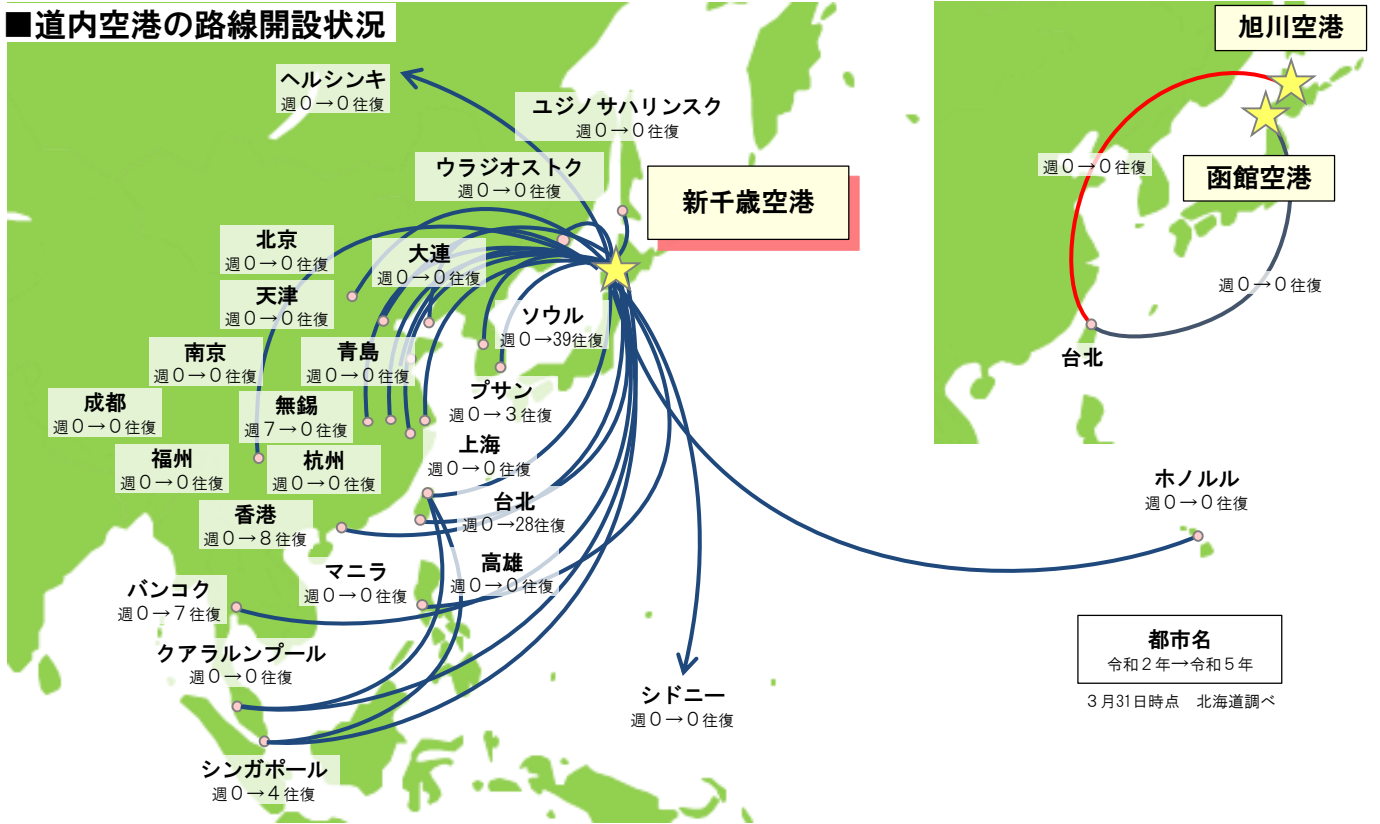 ■道内空港の路線開設状況
ヘルシンキ
週0→0往復
ユジノサハリンスク
週0→0往復
ウラジオストク
週0→0往復
新千歳空港
北京
週0→0往復
大連
週0→0往復
天津
週0→0往復
ソウル
週0→39往復
南京
週0→0往復
青島
週0→0往復
プサン
週0→3往復
成都
週0→0往復
無錫
週7→0往復
上海
週0→0往復
福州
週0→0往復
杭州
週0→0往復
香港
週0→8往復
台北
週0→28往復
マニラ
週0→0往復
高雄
週0→0往復
バンコク
週0→7往復
クアラルンプール
週0→0往復
シンガポール
週0→4往復
シドニー
週0→0往復
ホノルル
週0→0往復
旭川空港
週0→0往復
函館空港
週0→0往復
台北
都市名
令和2年→令和5年
3月31日時点　北海道調べ